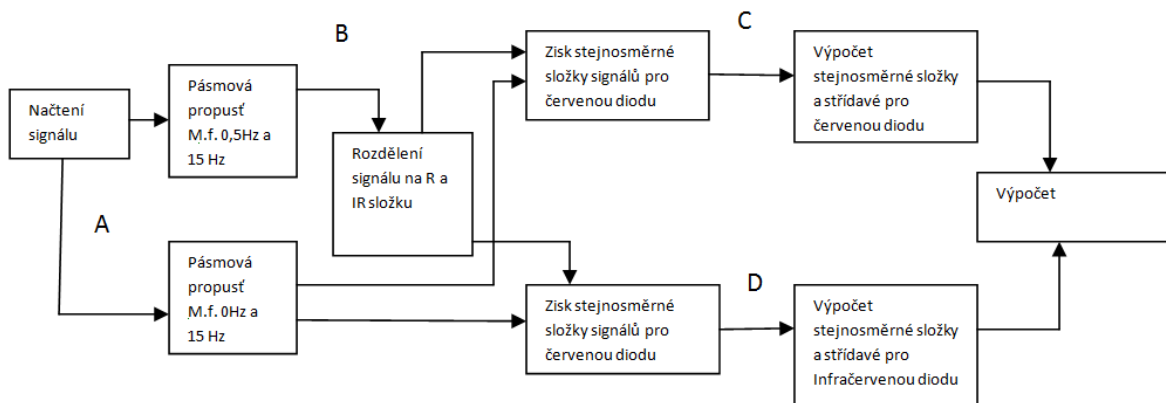 B
C
Načtení
signálu
Pásmová
propusť
M.f. 0,5Hz a
15 Hz
Rozdělení
signálu na R a
IR složku
Zisk stejnosměrné
složky signálů pro
červenou diodu
Výpočet
stejnosměrné složky
a střídavé pro
červenou diodu
Výpočet
A
Pásmová
propusť
M.f. 0Hz a
15 Hz
Zisk stejnosměrné
složky signálů pro
červenou diodu
D
Výpočet
stejnosměrné složky
a střídavé pro
Infračervenou diodu